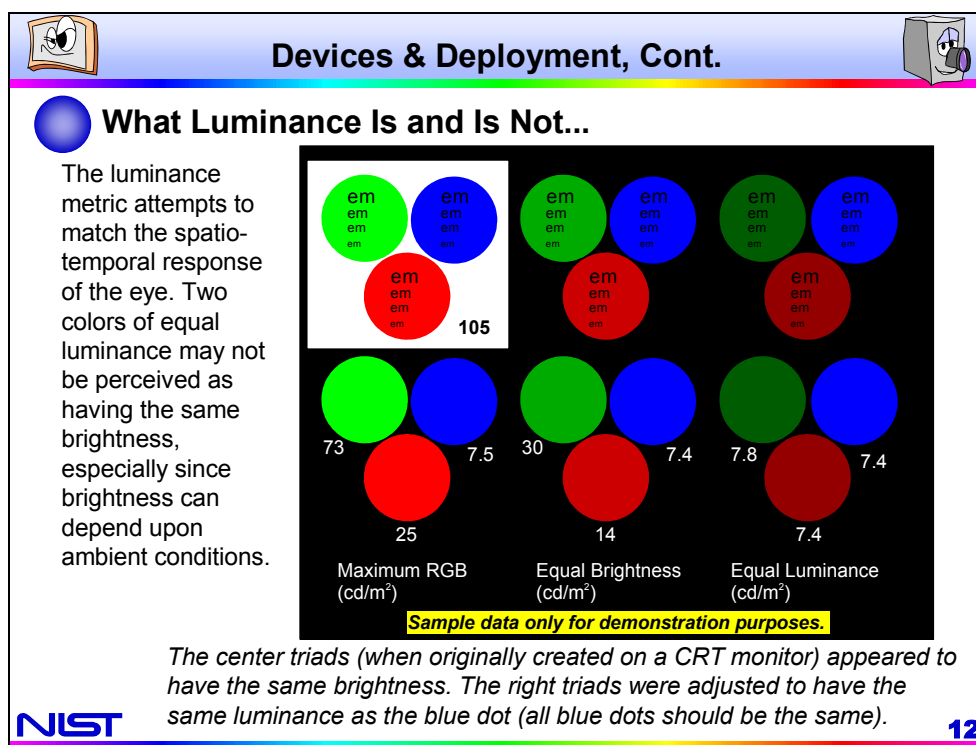 Devices & Deployment, Cont.
What Luminance Is and Is Not...
The luminance
metric attempts to
match the spatio-
temporal response
of the eye. Two
colors of equal
luminance may not
be perceived as
having the same
brightness,
especially since
brightness can
depend upon
ambient conditions.
em em em em em em
em em em em em em
em em em em em em
em em em em em em
em em em
em em em
em em em
em em em
105
73 7.5 30 7.4 7.8 7.4
25 14 7.4
Maximum RGB Equal Brightness Equal Luminance
(cd/m²) (cd/m²) (cd/m²)
Sample data only for demonstration purposes.
The center triads (when originally created on a CRT monitor) appeared to
have the same brightness. The right triads were adjusted to have the
same luminance as the blue dot (all blue dots should be the same).
NIST 12